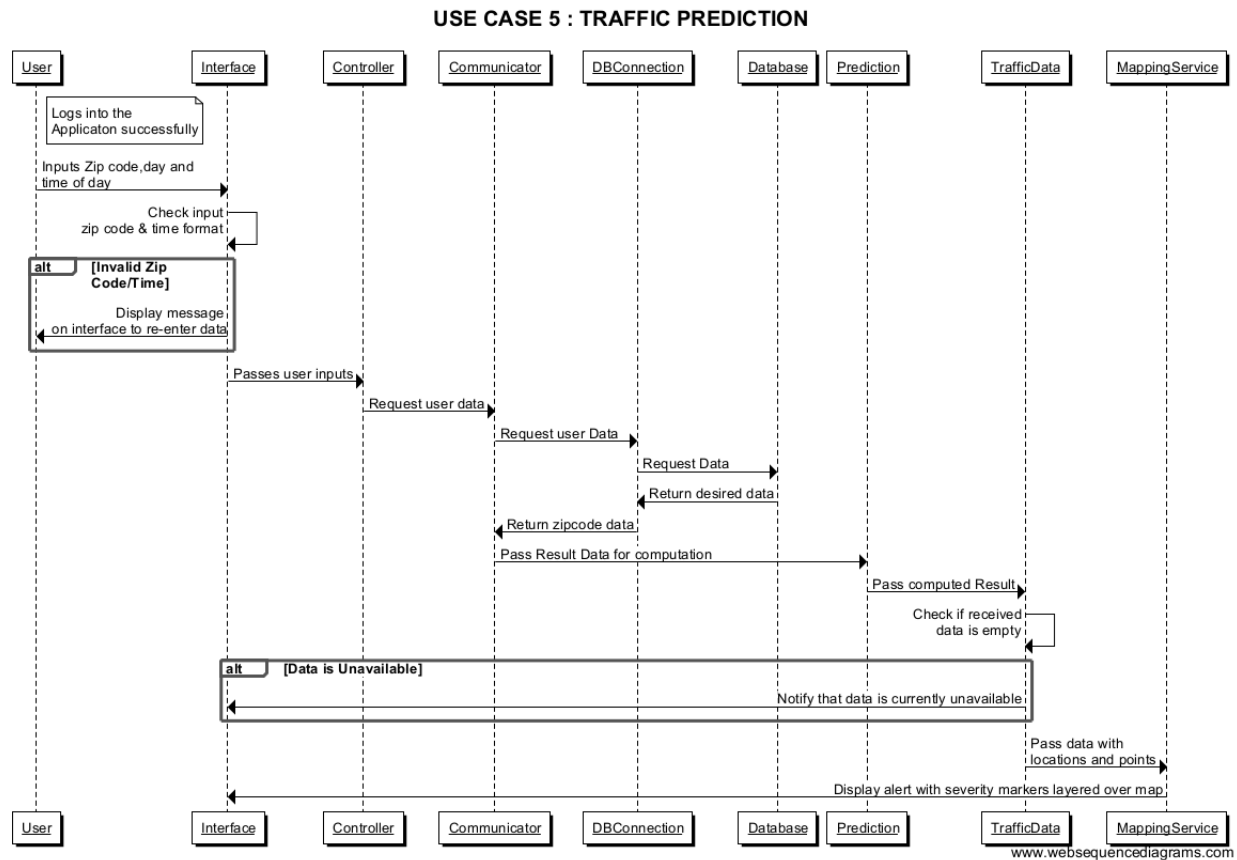 USE CASE 5 : TRAFFIC PREDICTION
User
Interface
Controller
Communicator
DBConnection
Database
Prediction
TrafficData
MappingService
Logs into the
Applicaton successfully
Inputs Zip code,day and
time of day
Check input
zip code & time format
alt
[Invalid Zip
Code/Time]
Display message
on interface to re-enter data
Passes user inputs
Request user data
Request user Data
Request Data
Return desired data
Return zipcode data
Pass Result Data for computation
Pass computed Result
Check if received
data is empty
alt
[Data is Unavailable]
Notify that data is currently unavailable
Pass data with
locations and points
Display alert with severity markers layered over map
User
Interface
Controller
Communicator
DBConnection
Database
Prediction
TrafficData
MappingService
www.websequencediagrams.com